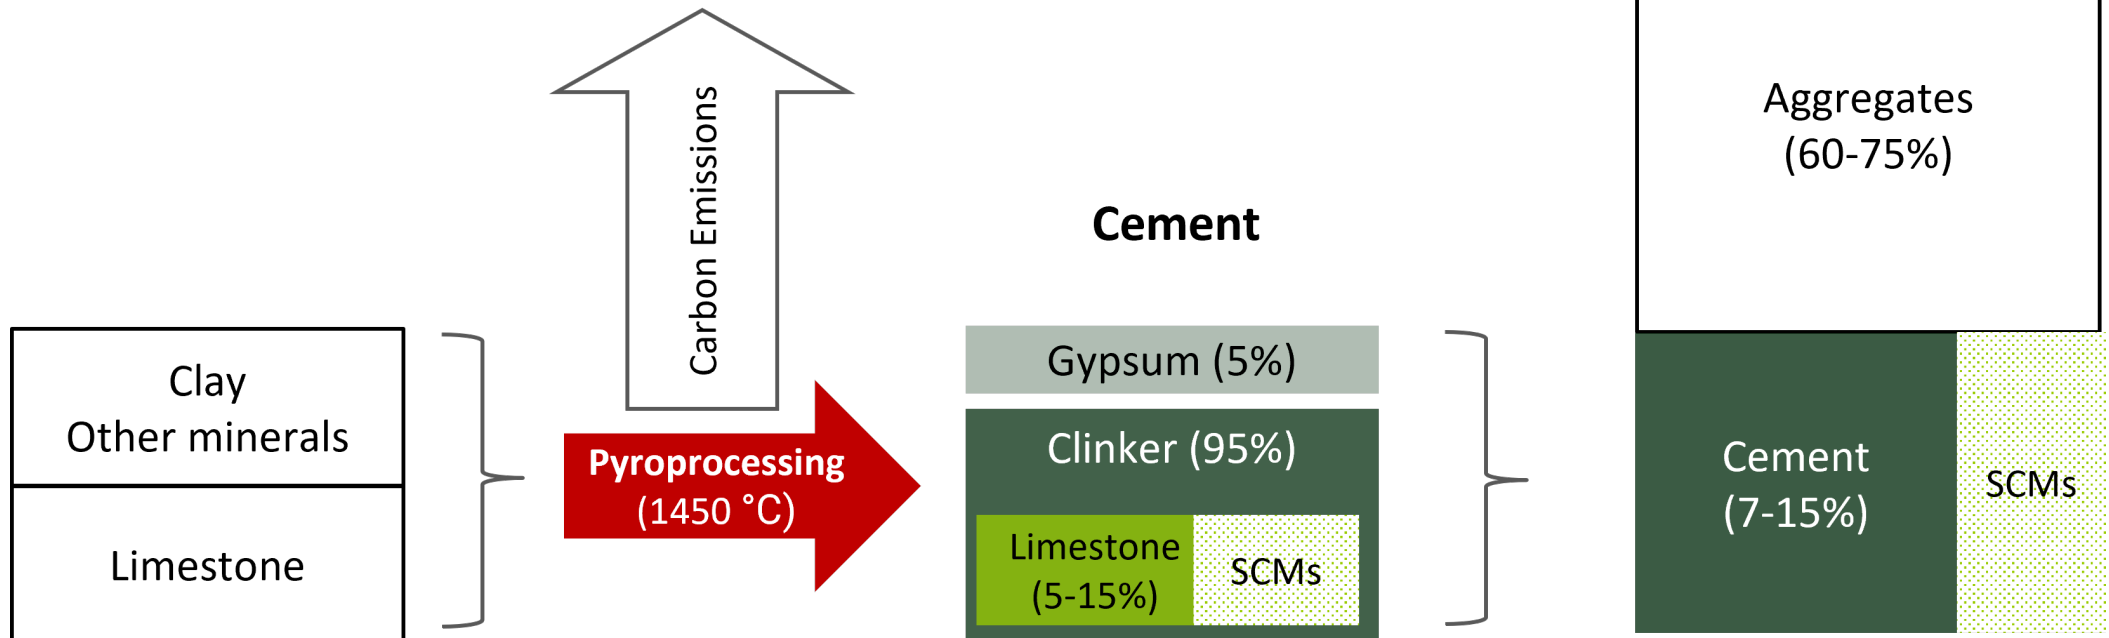 Clay
Other minerals
Limestone
Carbon Emissions
Pyroprocessing
(1450 °C)
Cement
Gypsum (5%)
Clinker (95%)
Limestone
(5-15%)
SCMs
Aggregates
(60-75%)
Cement
(7-15%)
SCMs